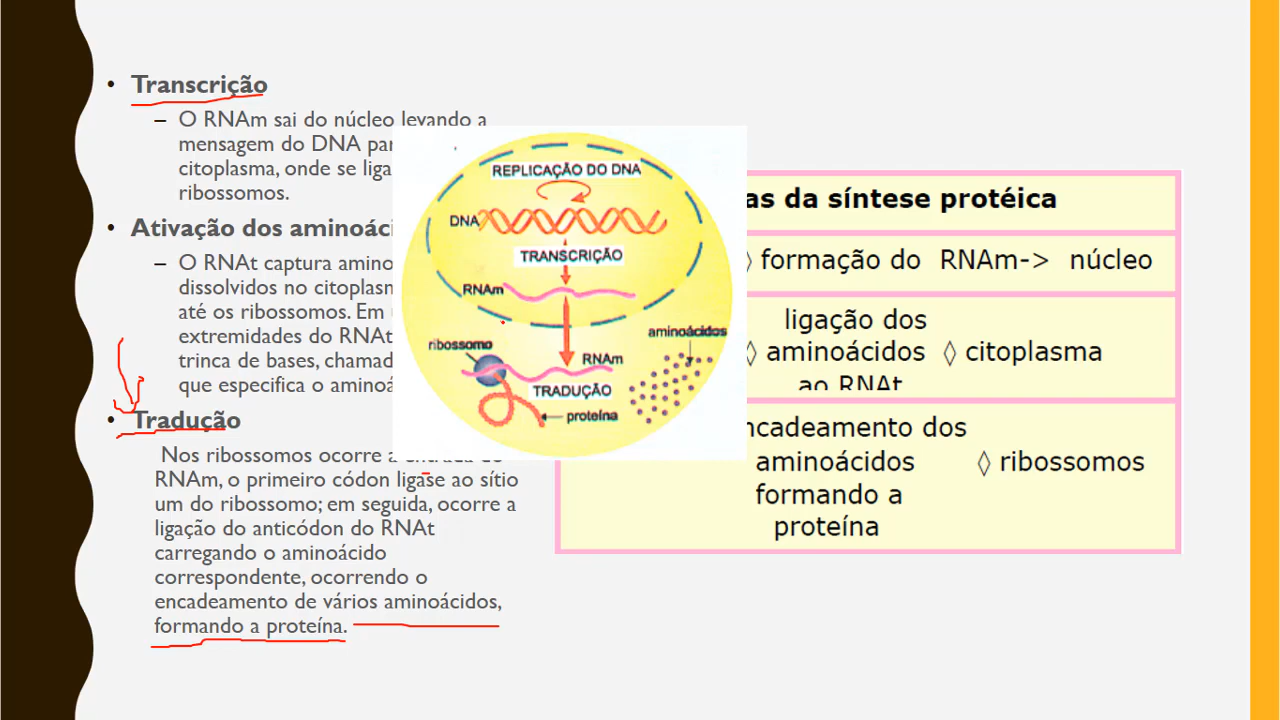 Transcrição
– O RNAm sai do núcleo levando a
mensagem do DNA par
citoplasma, onde se liga
ribossomos.
Ativação dos aminoáci
– O RNAt captura amino
dissolvidos no citoplasm
até os ribossomos. Em
extremidades do RNAt
trinca de bases, chamad
que especifica o aminoá
Tradução
Nos ribossomos ocorre a entrada do
RNAm, o primeiro códon ligase ao sítio
um do ribossomo; em seguida, ocorre a
ligação do anticódon do RNAt
carregando o aminoácido
correspondente, ocorrendo o
encadeamento de vários aminoácidos,
formando a proteína.
REPLICAÇÃO DO DNA
DNA
TRANSCRIÇÃO
RNAm
ribossomo
aminoácidos
RNAm
TRADUÇÃO
proteína
as da síntese protéica
◊ formação do RNAm-> núcleo
ligação dos
◊ aminoácidos ◊ citoplasma
ao RNAt
ncadeamento dos
aminoácidos ◊ ribossomos
formando a
proteína